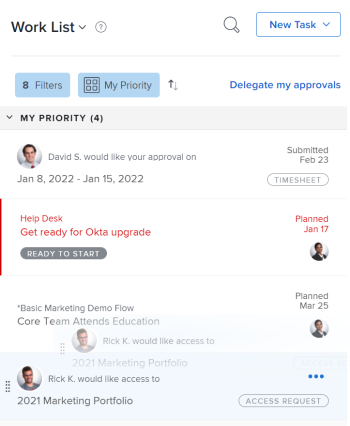 Work List ?
New Task
8 Filters My Priority Delegate my approvals
MY PRIORITY (4)
David S. would like your approval on
Submitted
Feb 23
Jan 8, 2022 - Jan 15, 2022
TIMESHEET
Help Desk
Planned
Jan 17
Get ready for Okta upgrade
READY TO START
*Basic Marketing Demo Flow
Planned
Mar 25
Core Team Attends Education
Rick K. would like access to
2021 Marketing Portfolio
Rick K. would like access to
2021 Marketing Portfolio
ACCESS REQUEST